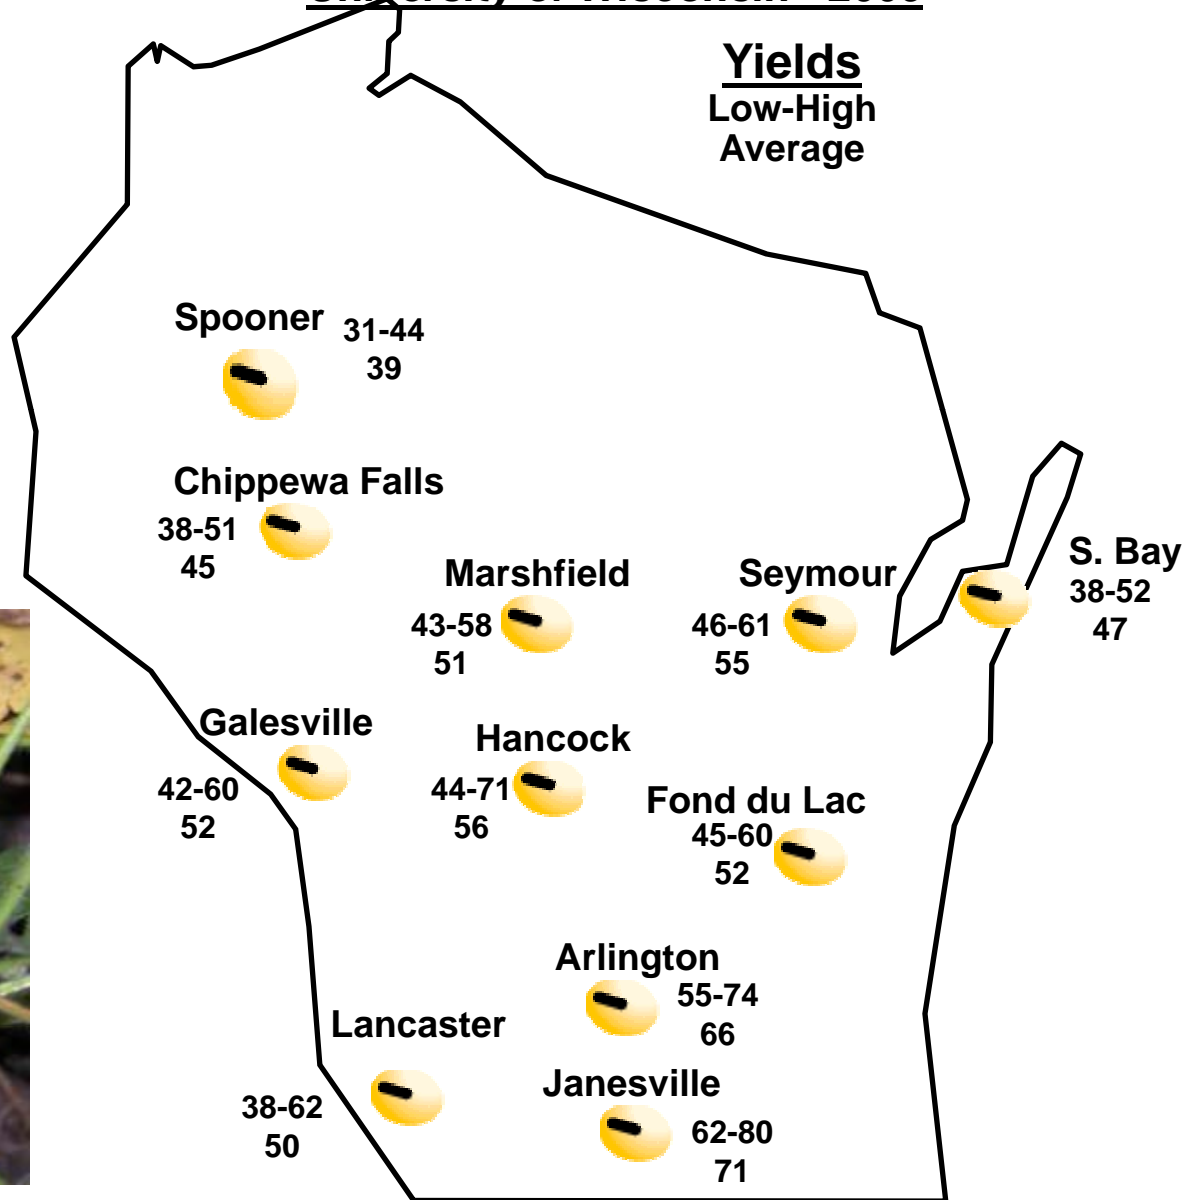 Yields
Low-High
Average
Spooner
31-44
39
Chippewa Falls
38-51
45
Marshfield
43-58
51
Seymour
46-61
55
S. Bay
38-52
47
Galesville
42-60
52
Hancock
44-71
56
Fond du Lac
45-60
52
Arlington
55-74
66
Lancaster
38-62
50
Janesville
62-80
71